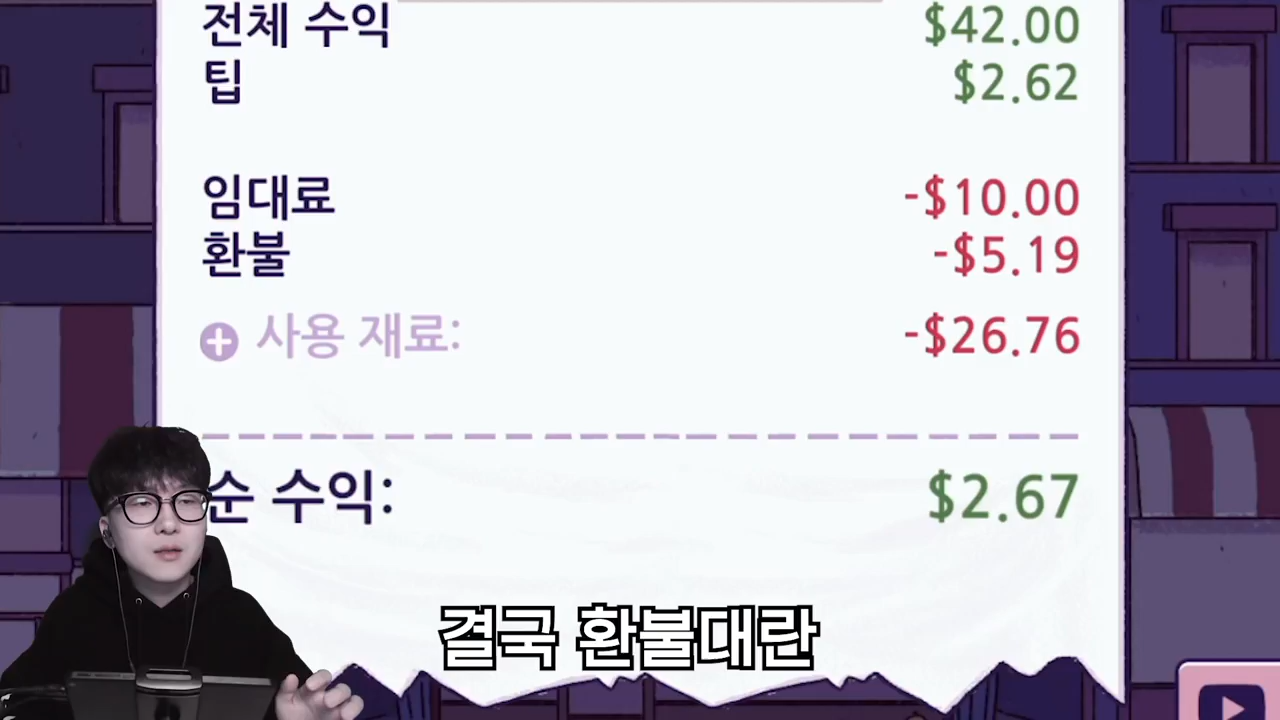 전체 수익 $42.00
팁 $2.62
임대료 -$10.00
환불 -$5.19
사용 재료: -$26.76
순 수익: $2.67
결국 환불대란